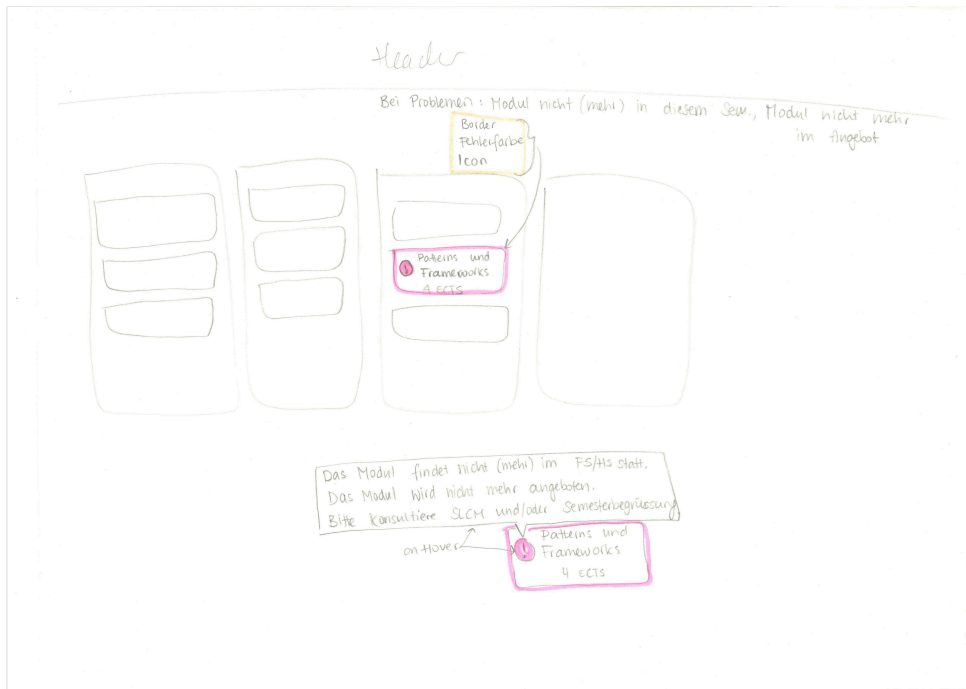 Header
Bei Problemen: Modul nicht (mehr) in diesem Sem., Modul nicht mehr
im Angebot
Border
Fehlerfarbe
Icon
! Patterns und
Frameworks
4 ECTS
Das Modul findet nicht (mehr) im FS/HS statt.
Das Modul wird nicht mehr angeboten.
Bitte konsultiere SLCM und/oder Semesterbegrüssung
on Hover
! Patterns und
Frameworks
4 ECTS